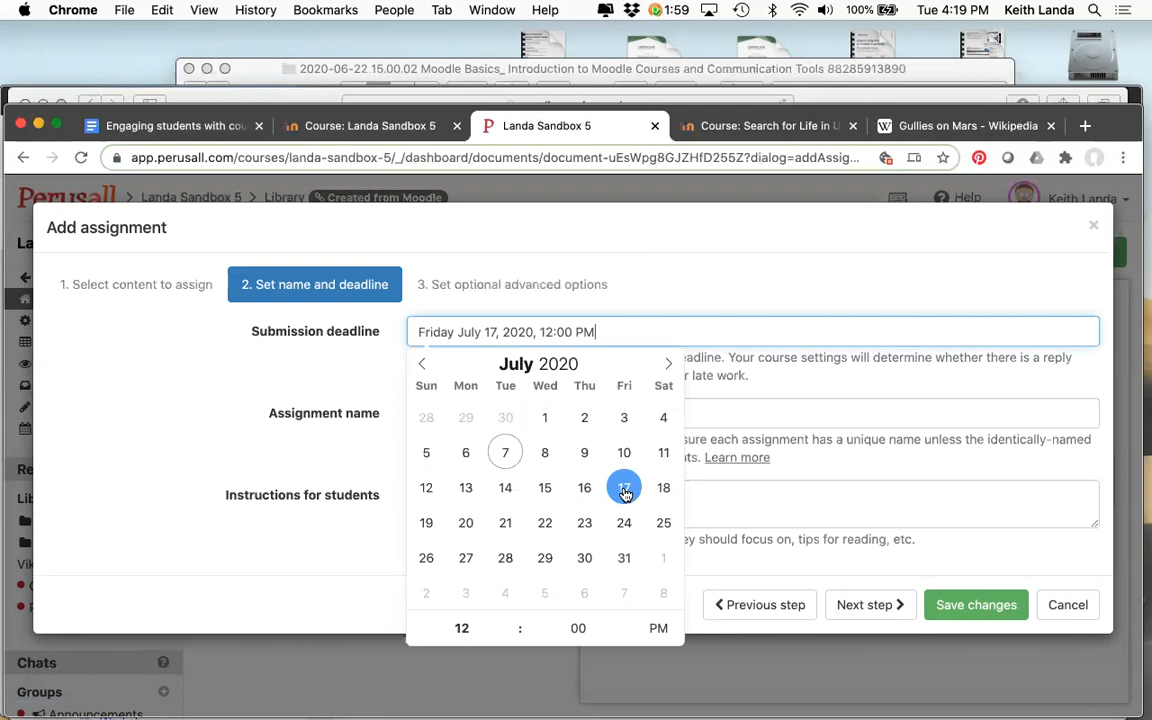 Chrome File Edit View History Bookmarks People Tab Window Help 1:59 100% Tue 4:19 PM Keith Landa
2020-06-22 15.00.02 Moodle Basics_ Introduction to Moodle Courses and Communication Tools 88285913890
Engaging students with cou Course: Landa Sandbox 5 Landa Sandbox 5 Course: Search for Life in U Gullies on Mars - Wikipedia
app.perusall.com/courses/landa-sandbox-5/_/dashboard/documents/document-uEsWpg8GJZHfD255Z?dialog=addAssig...
Perusall Landa Sandbox 5 Library Created from Moodle Help Keith Landa
La
Add assignment ×
1. Select content to assign 2. Set name and deadline 3. Set optional advanced options
Submission deadline Friday July 17, 2020, 12:00 PM
eadline. Your course settings will determine whether there is a reply
r late work.
July 2020
Sun Mon Tue Wed Thu Fri Sat
28 29 30 1 2 3 4
5 6 7 8 9 10 11
12 13 14 15 16 17 18
19 20 21 22 23 24 25
26 27 28 29 30 31 1
2 3 4 5 6 7 8
12 : 00 PM
Assignment name
sure each assignment has a unique name unless the identically-named
ts. Learn more
Instructions for students
ey should focus on, tips for reading, etc.
Previous step Next step Save changes Cancel
Re
Lib
Vik
Chats
Groups
Announcements